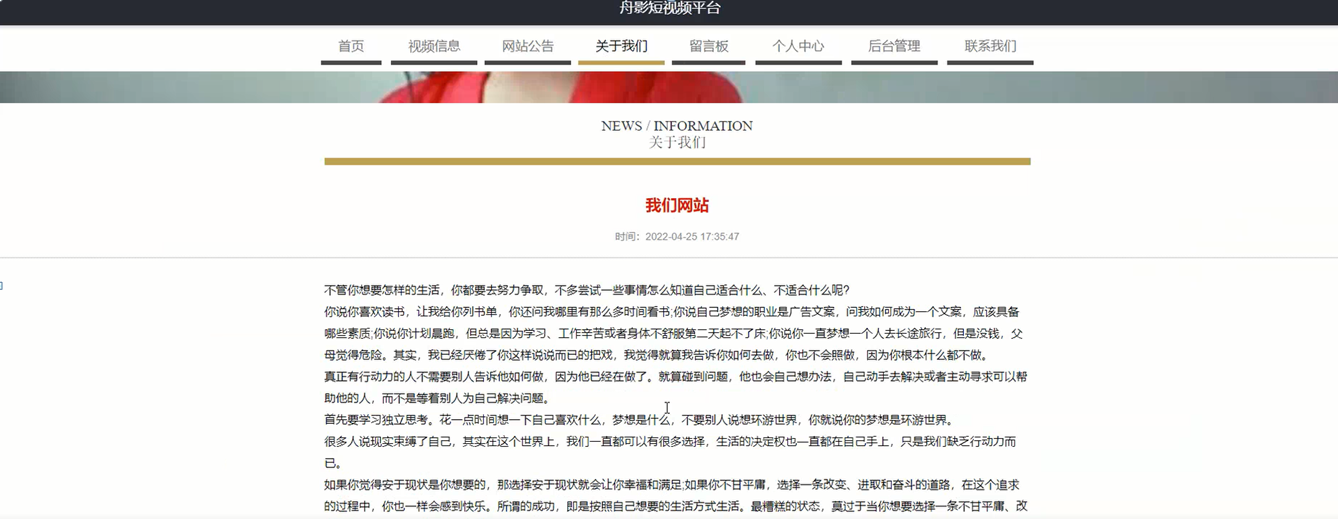 舟影短视频平台
首页 视频信息 网站公告 关于我们 留言板 个人中心 后台管理 联系我们
NEWS / INFORMATION
关于我们
我们网站
时间：2022-04-25 17:35:47
不管你想要怎样的生活，你都要去努力争取，不多尝试一些事情怎么知道自己适合什么、不适合什么呢?
你说你喜欢读书，让我给你列书单，你还问我哪里有那么多时间看书;你说自己梦想的职业是广告文案，问我如何成为一个文案，应该具备
哪些素质;你说你计划晨跑，但总是因为学习、工作辛苦或者身体不舒服第二天起不了床;你说你一直梦想一个人去长途旅行，但是没钱，父
母觉得危险。其实，我已经厌倦了你这样说说而已的把戏，我觉得就算我告诉你如何去做，你也不会照做，因为你根本什么都不做。
真正有行动力的人不需要别人告诉他如何做，因为他已经在做了。就算碰到问题，他也会自己想办法，自己动手去解决或者主动寻求可以帮
助他的人，而不是等着别人为自己解决问题。
首先要学习独立思考。花一点时间想一下自己喜欢什么，梦想是什么，不要别人说想环游世界，你就说你的梦想是环游世界。
很多人说现实束缚了自己，其实在这个世界上，我们一直都可以有很多选择，生活的决定权也一直都在自己手上，只是我们缺乏行动力而
已。
如果你觉得安于现状是你想要的，那选择安于现状就会让你幸福和满足;如果你不甘平庸，选择一条改变、进取和奋斗的道路，在这个追求
的过程中，你也一样会感到快乐。所谓的成功，即是按照自己想要的生活方式生活。最糟糕的状态，莫过于当你想要选择一条不甘平庸、改